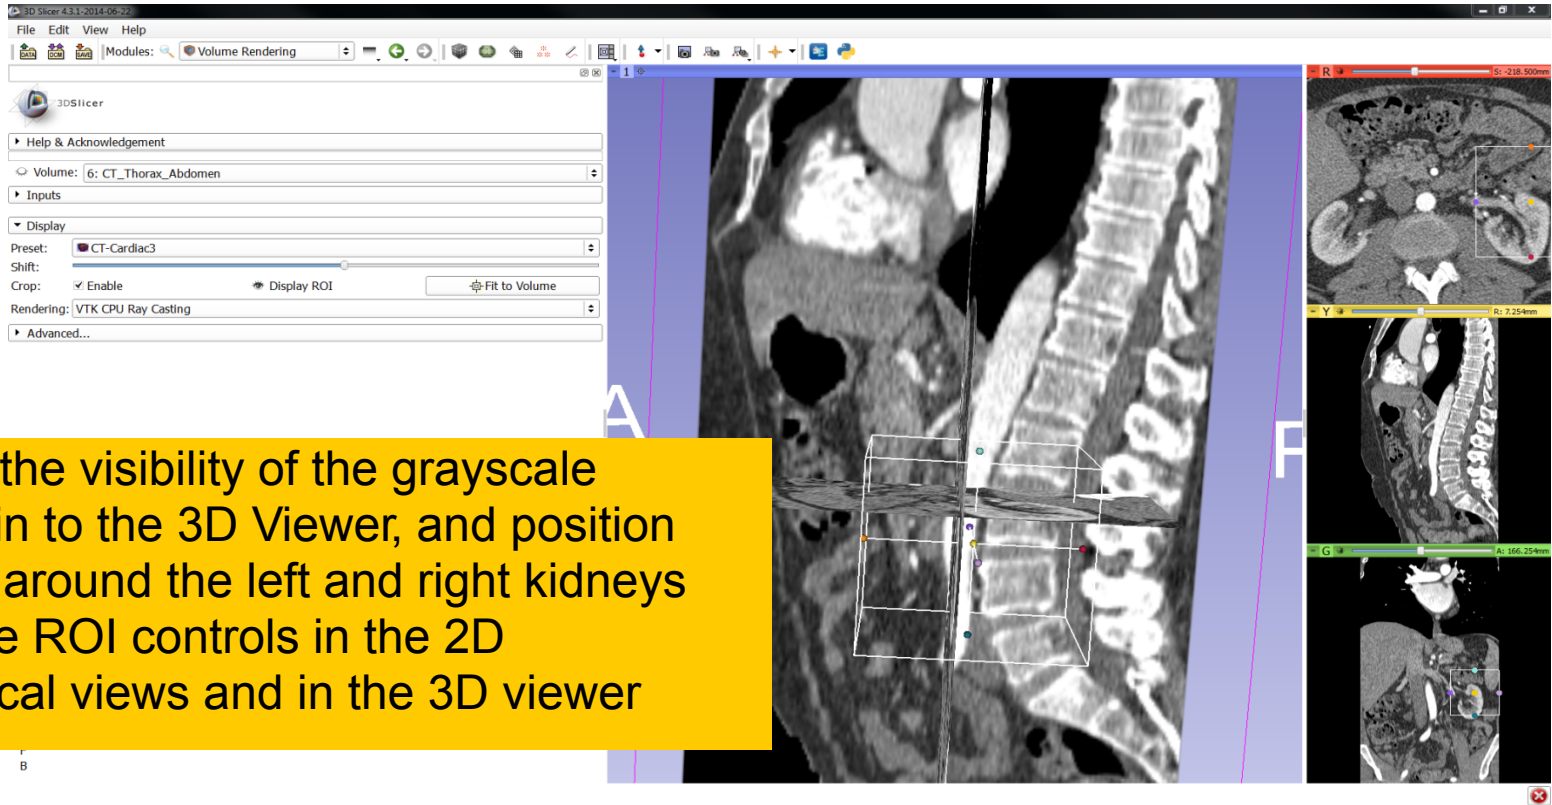 3D Slicer 4.3.1-2014-06-22
File Edit View Help
DATA DCM SAVE Modules: Volume Rendering
1
R S: -218.500mm
3DSlicer
Help & Acknowledgement
Volume: 6: CT_Thorax_Abdomen
Inputs
Display
Preset: CT-Cardiac3
Shift:
Crop: Enable Display ROI Fit to Volume
Rendering: VTK CPU Ray Casting
Advanced...
Y R: 7.254mm
A
P
the visibility of the grayscale
in to the 3D Viewer, and position
around the left and right kidneys
e ROI controls in the 2D
cal views and in the 3D viewer
G A: 166.254mm
B